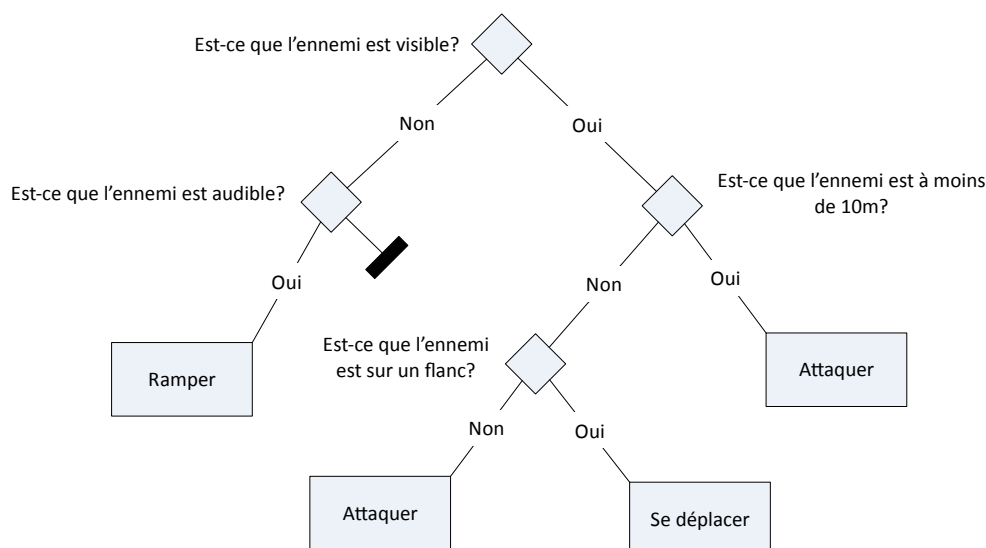 Est-ce que l'ennemi est visible?
Non
Oui
Est-ce que l'ennemi est audible?
Est-ce que l'ennemi est à moins
de 10m?
Oui
Non
Oui
Est-ce que l'ennemi
est sur un flanc?
Ramper
Attaquer
Non
Oui
Attaquer
Se déplacer